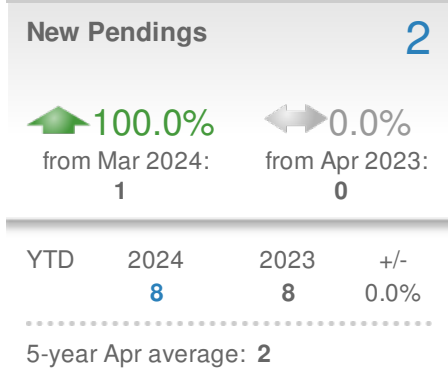 New Pendings 2
100.0% 0.0%
from Mar 2024: from Apr 2023:
1 0
YTD 2024 2023 +/-
8 8 0.0%
5-year Apr average: 2